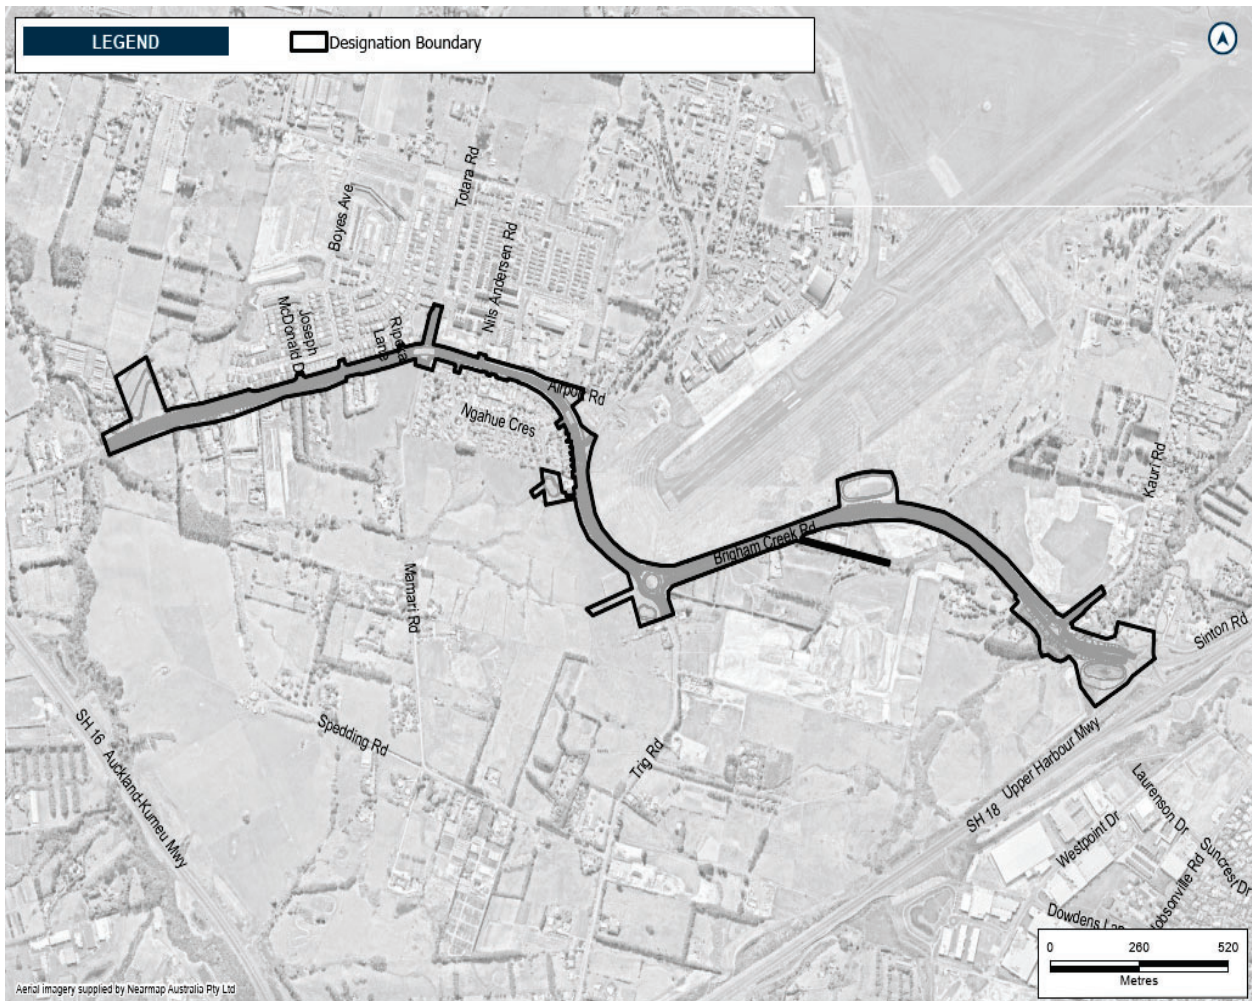 LEGEND
Designation Boundary
Totara Rd
Boyes Ave
Nils Andersen Rd
Joseph
McDonald D
Ripeka
Lane
Airport Rd
Ngahue Cres
Kauri Rd
Brigham Creek Rd
Mamari Rd
Sinton Rd
Spedding Rd
Trig Rd
SH 16 Auckland-Kumeu Mwy
SH 18 Upper Harbour Mwy
Laurenson Dr
Westpoint Dr
Suncrest Dr
Hobsonville Rd
Dowdens La
0 260 520
Metres
Aerial imagery supplied by Nearmap Australia Pty Ltd